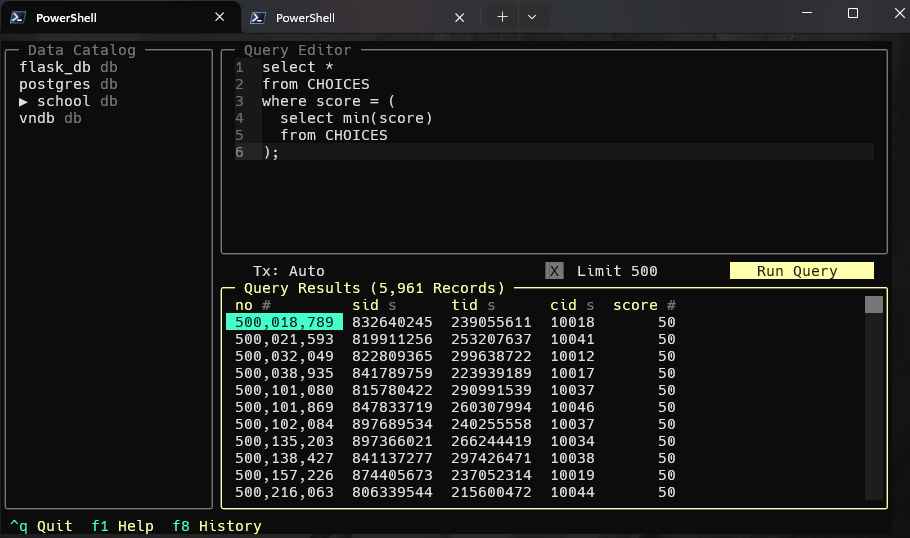 PowerShell
PowerShell
Data Catalog
flask_db db
postgres db
▶ school db
vndb db
Query Editor
1 select *
2 from CHOICES
3 where score = (
4   select min(score)
5   from CHOICES
6 );
Tx: Auto X Limit 500 Run Query
Query Results (5,961 Records)
no # sid s tid s cid s score #
500,018,789 832640245 239055611 10018 50
500,021,593 819911256 253207637 10041 50
500,032,049 822809365 299638722 10012 50
500,038,935 841789759 223939189 10017 50
500,101,080 815780422 290991539 10037 50
500,101,869 847833719 260307994 10046 50
500,102,084 897689534 240255558 10037 50
500,135,203 897366021 266244419 10034 50
500,138,427 841137277 297426471 10038 50
500,157,226 874405673 237052314 10019 50
500,216,063 806339544 215600472 10044 50
^q Quit f1 Help f8 History